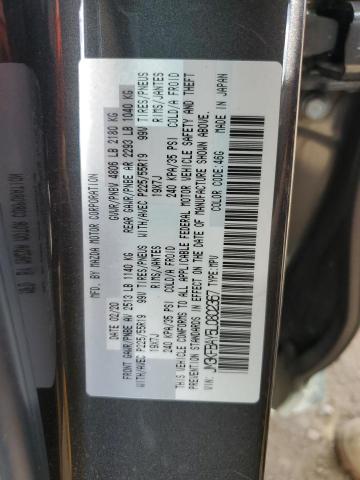 MFD BY MAZDA MOTOR CORPORATION
DATE: 02/20 GVWR/PNBV 4806 LB 2180 KG
FRONT GAWR/PNBE AV 2513 LB 1140 KG REAR GAWR/PNBE AR 2293 LB 1040 KG
WITH/AVEC P225/55R19 99V TIRES/PNEUS WITH/AVEC P225/55R19 99V TIRES/PNEUS
19X7J RIMS/JANTES 19X7J RIMS/JANTES
240 KPA/35 PSI COLD/A FROID 240 KPA/35 PSI COLD/A FROID
THIS VEHICLE CONFORMS TO ALL APPLICABLE FEDERAL MOTOR VEHICLE SAFETY AND THEFT
PREVENTION STANDARDS IN EFFECT ON THE DATE OF MANUFACTURE SHOWN ABOVE.
TYPE:MPV COLOR CODE:46G MADE IN JAPAN